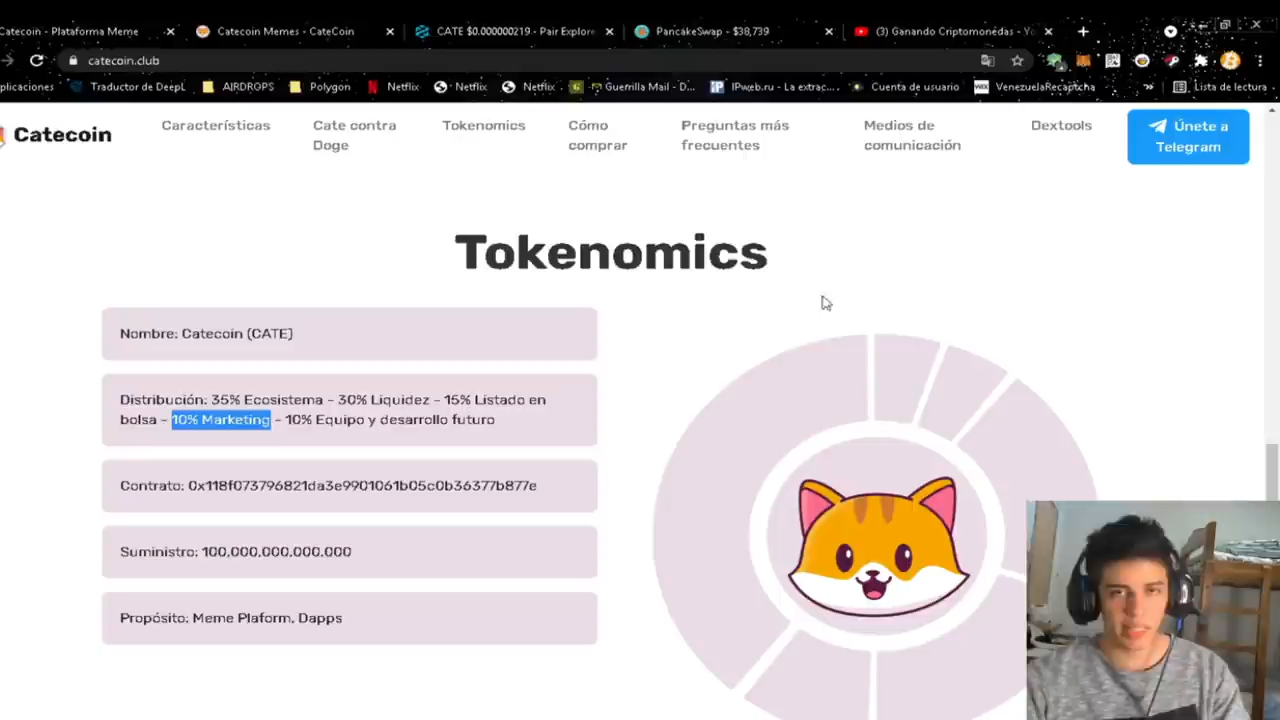 Catecoin - Plataforma Meme
Catecoin Memes - CateCoin
CATE $0.000000219 - Pair Explore
PancakeSwap - $38,739
(3) Ganando Criptomonedas - Yo
catecoin.club
plicaciones
Traductor de DeepL
AIRDROPS
Polygon
Netflix
Netflix
Netflix
Guerrilla Mail - D...
IPweb.ru - La extrac...
Cuenta de usuario
VenezuelaRecaptcha
»
Lista de lectura
Catecoin
Características
Cate contra
Doge
Tokenomics
Cómo
comprar
Preguntas más
frecuentes
Medios de
comunicación
Dextools
Únete a
Telegram
Tokenomics
Nombre: Catecoin (CATE)
Distribución: 35% Ecosistema - 30% Liquidez - 15% Listado en
bolsa - 10% Marketing - 10% Equipo y desarrollo futuro
Contrato: 0x118f073796821da3e9901061b05c0b36377b877e
Suministro: 100,000,000,000,000
Propósito: Meme Plaform, Dapps